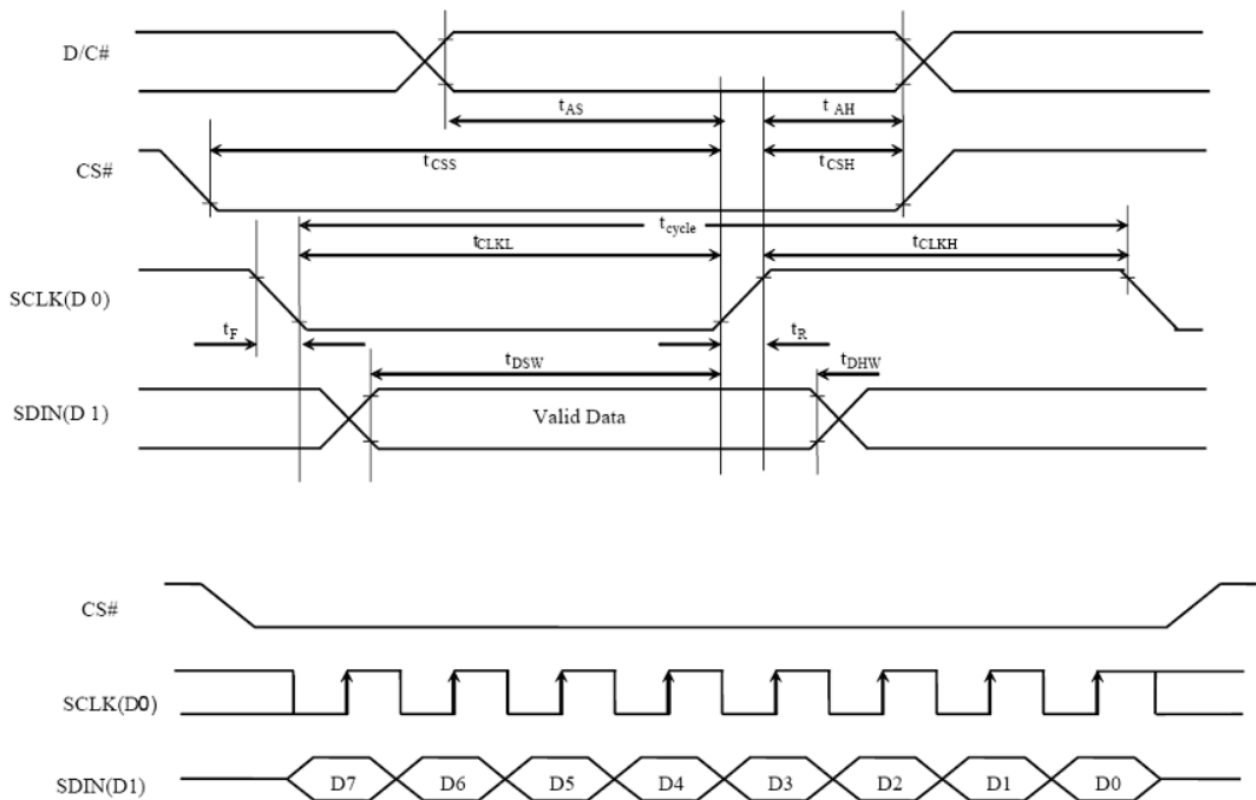 D/C#
tAS
t AH
CS#
tCSS
tCSH
tcycle
tCLKL
tCLKH
SCLK(D 0)
tF
tR
tDSW
tDHW
SDIN(D 1)
Valid Data
CS#
SCLK(D0)
SDIN(D1)
D7 D6 D5 D4 D3 D2 D1 D0